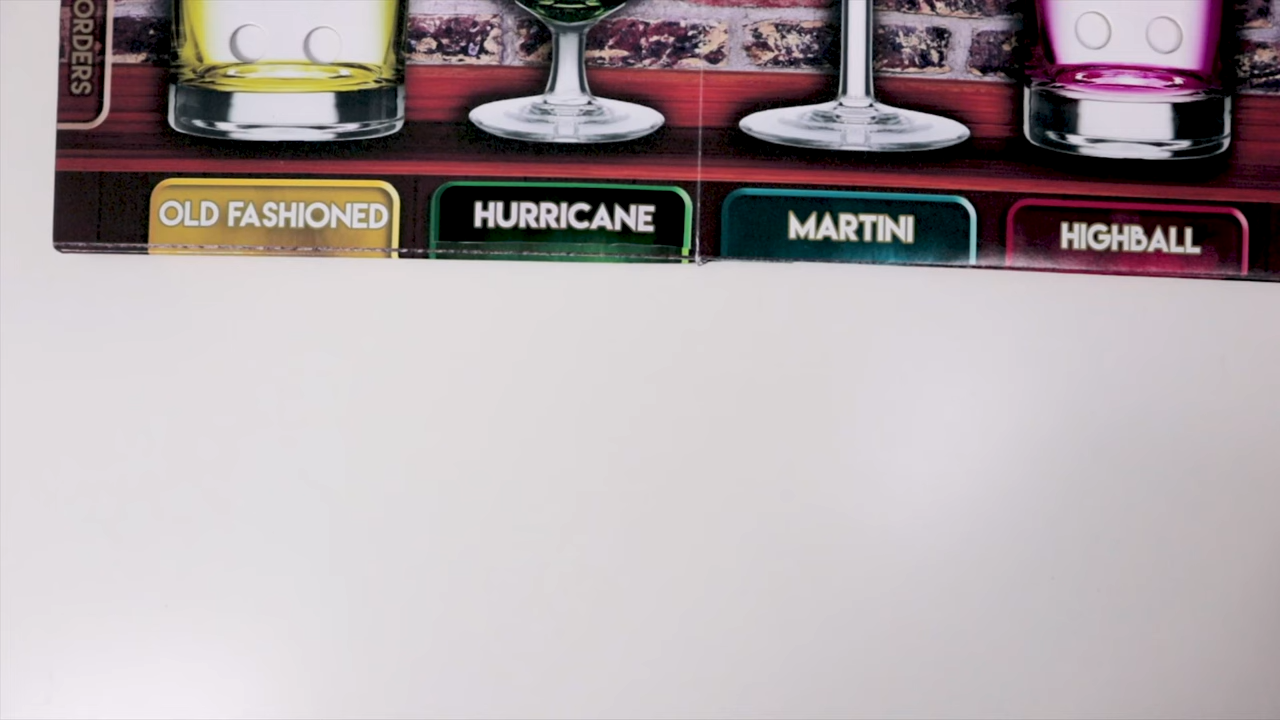 ORDERS
OLD FASHIONED
HURRICANE
MARTINI
HIGHBALL